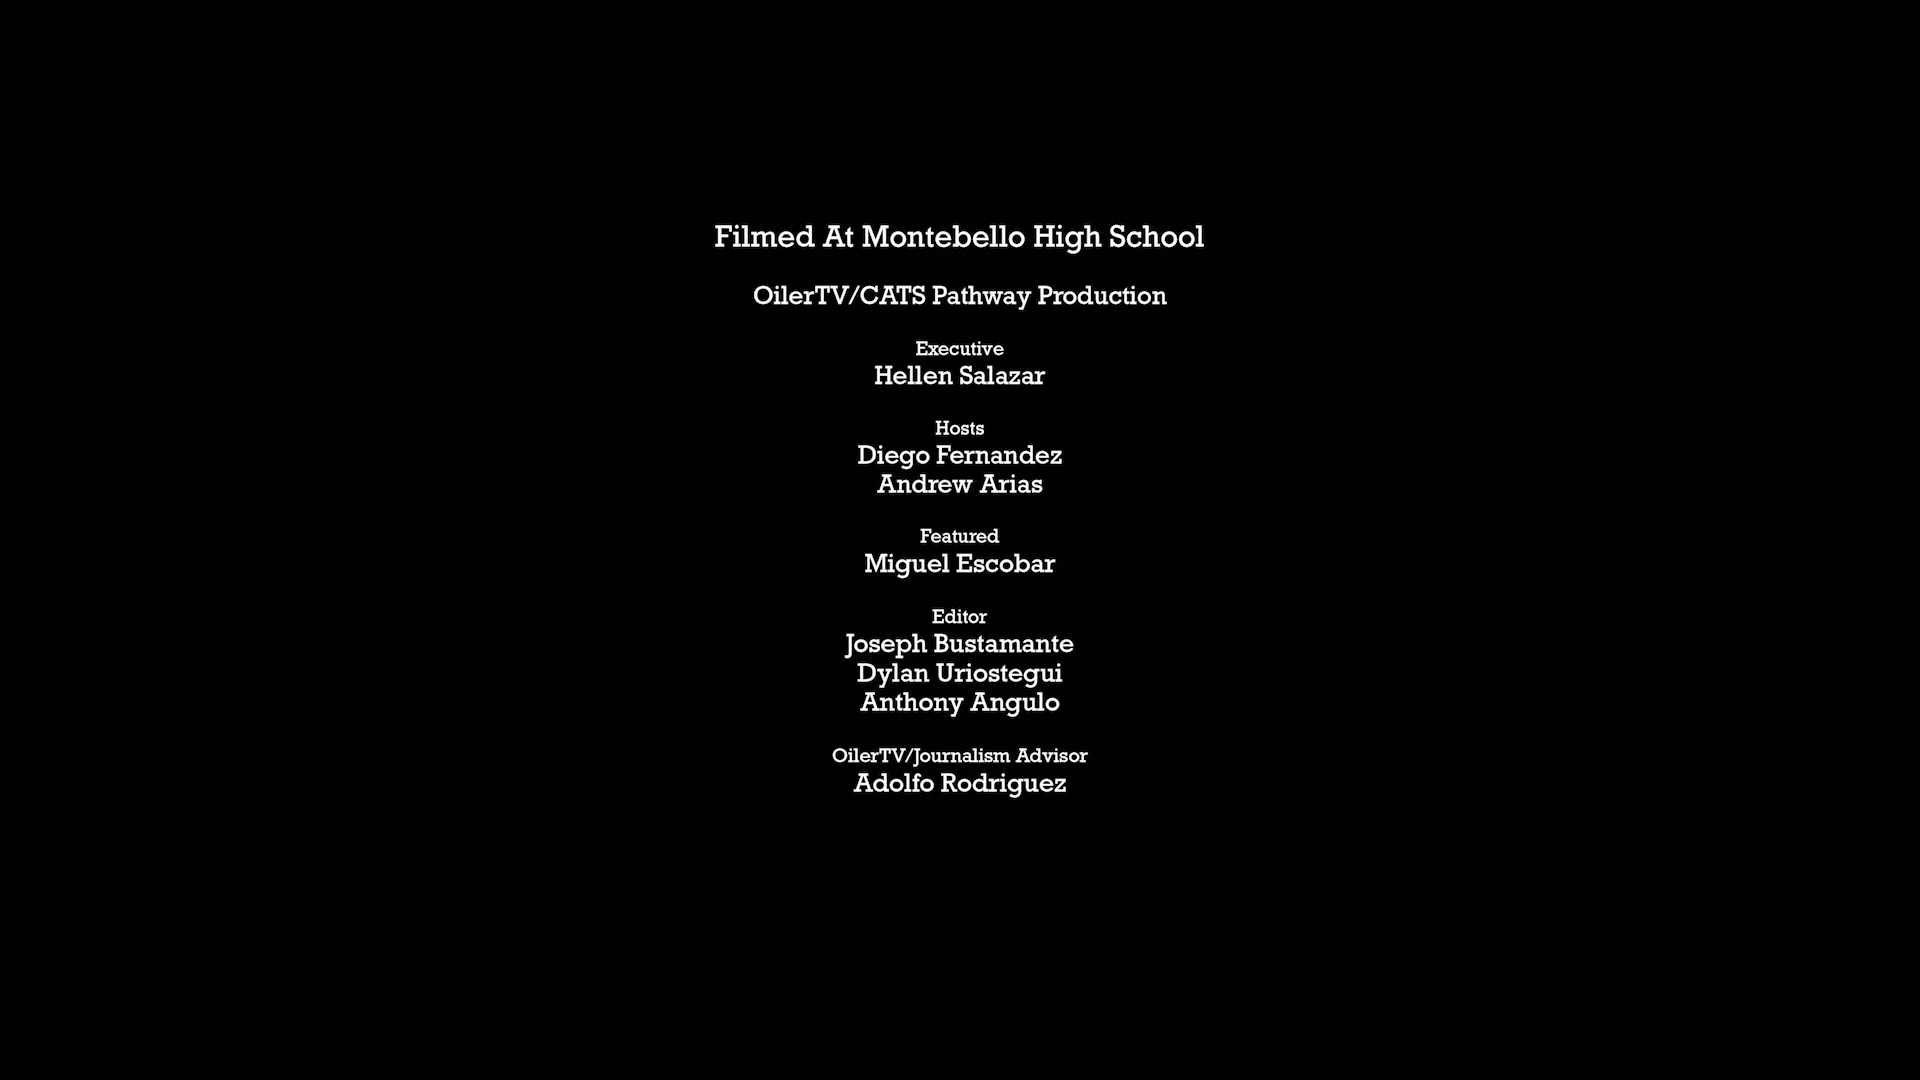 Filmed At Montebello High School
OilerTV/CATS Pathway Production
Executive
Hellen Salazar
Hosts
Diego Fernandez
Andrew Arias
Featured
Miguel Escobar
Editor
Joseph Bustamante
Dylan Uriostegui
Anthony Angulo
OilerTV/Journalism Advisor
Adolfo Rodriguez